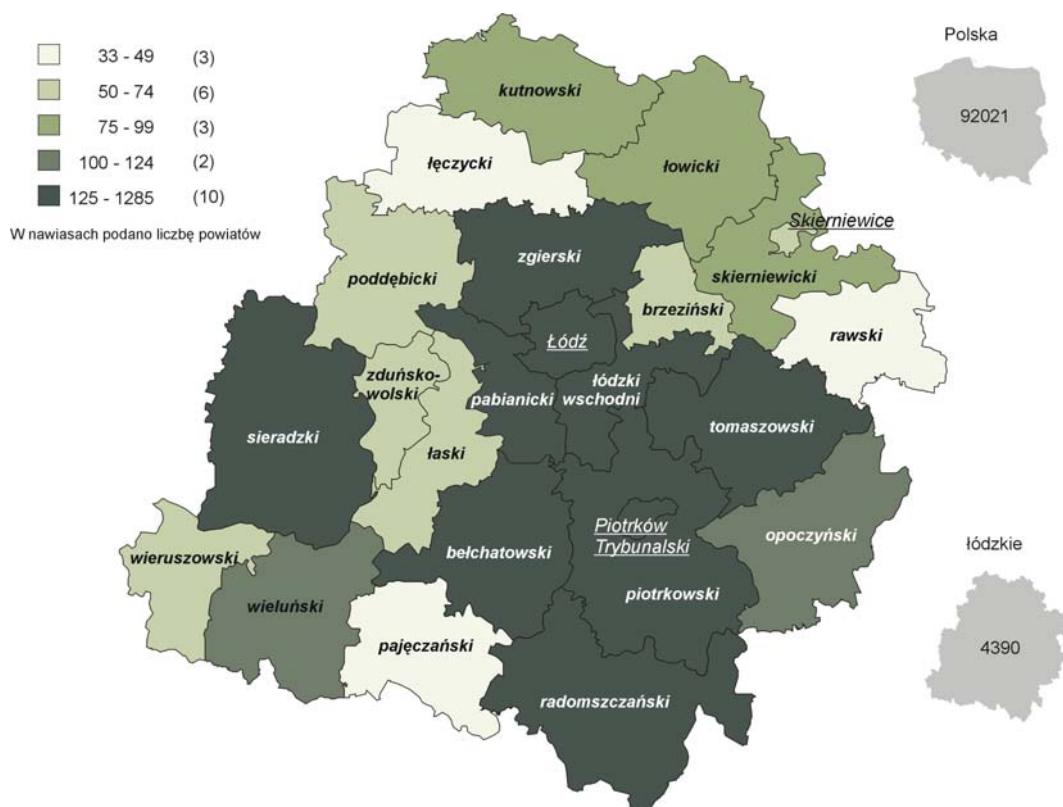 33 - 49 (3)
50 - 74 (6)
75 - 99 (3)
100 - 124 (2)
125 - 1285 (10)
W nawiasach podano liczbę powiatów
Polska
92021
kutnowski
łęczycki
łowicki
Skierniewice
zgierski
skierniewicki
poddębicki
brzeziński
rawski
Łódź
zduńsko-
wolski
pabianicki
łódzki
wschodni
sieradzki
tomaszowski
łaski
Piotrków
Trybunalski
opoczyński
wieruszowski
bełchatowski
łódzkie
4390
wieluński
piotrkowski
pajęczański
radomszczański